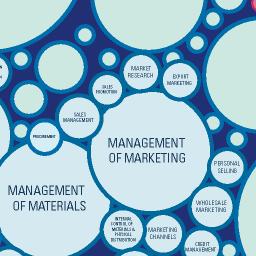 MARKET
RESEARCH
EXPORT
MARKETING
SALES
PROMOTION
SALES
MANAGEMENT
PROCUREMENT
MANAGEMENT
OF MARKETING
PERSONAL
SELLING
MANAGEMENT
OF MATERIALS
WHOLESALE
MARKETING
INTERNAL
CONTROL OF
MATERIALS &
PHYSICAL
DISTRIBUTION
MARKETING
CHANNELS
CREDIT
MANAGEMENT